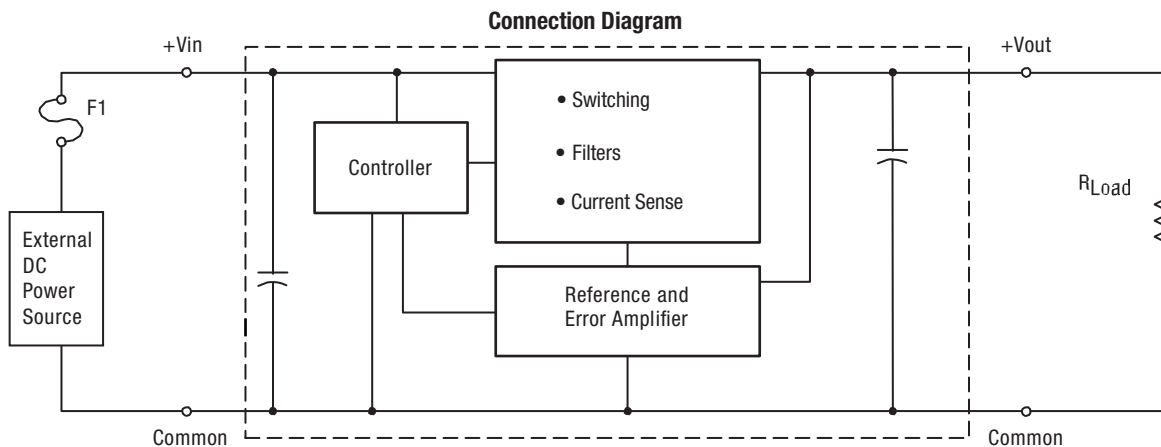 Connection Diagram
+Vin
+Vout
F1
• Switching
• Filters
• Current Sense
Controller
RLoad
External
DC
Power
Source
Reference and
Error Amplifier
Common
Common